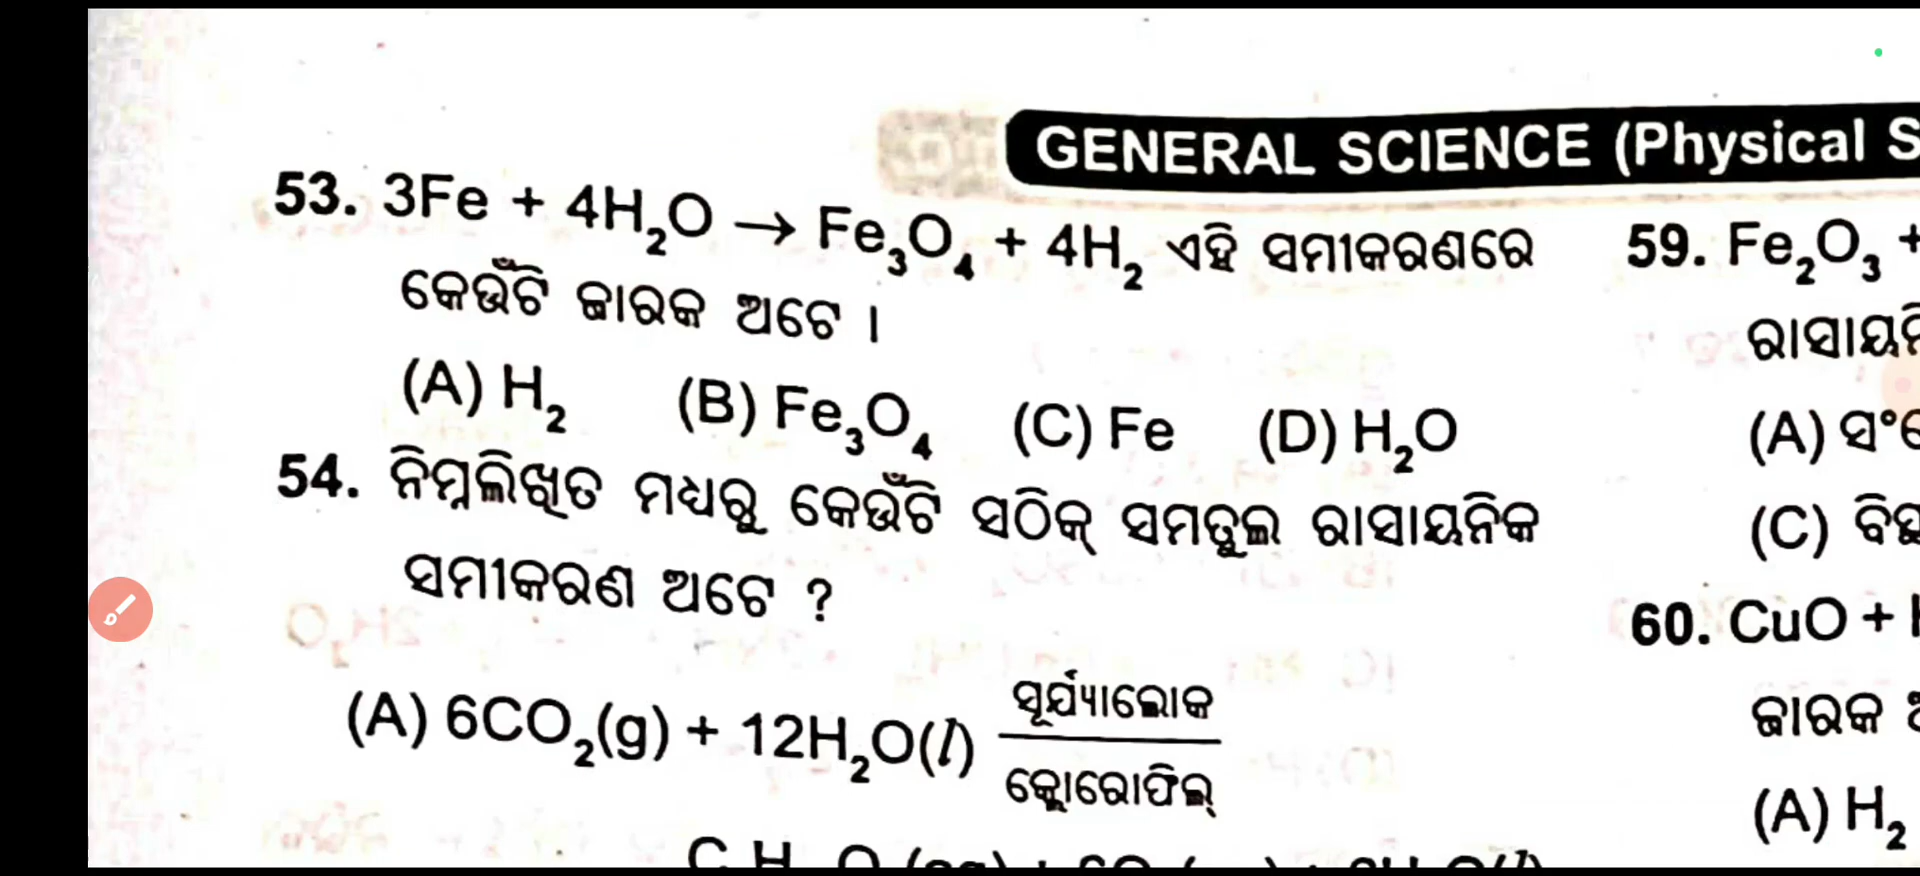 GENERAL SCIENCE (Physical S
53. 3Fe + 4H₂O → Fe₃O₄ + 4H₂ ଏହି ସମୀକରଣରେ
କେଉଁଟି ଜାରକ ଅଟେ ।
(A) H₂ (B) Fe₃O₄ (C) Fe (D) H₂O
54. ନିମ୍ନଲିଖିତ ମଧ୍ୟରୁ କେଉଁଟି ସଠିକ୍ ସମତୁଲ ରାସାୟନିକ
ସମୀକରଣ ଅଟେ ?
(A) 6CO₂(g) + 12H₂O(l) ସୂର୍ଯ୍ୟାଲୋକ
କ୍ଲୋରୋଫିଲ୍
59. Fe₂O₃ +
(A)
(C)
60. CuO +
ଜାରକ
(A) H₂